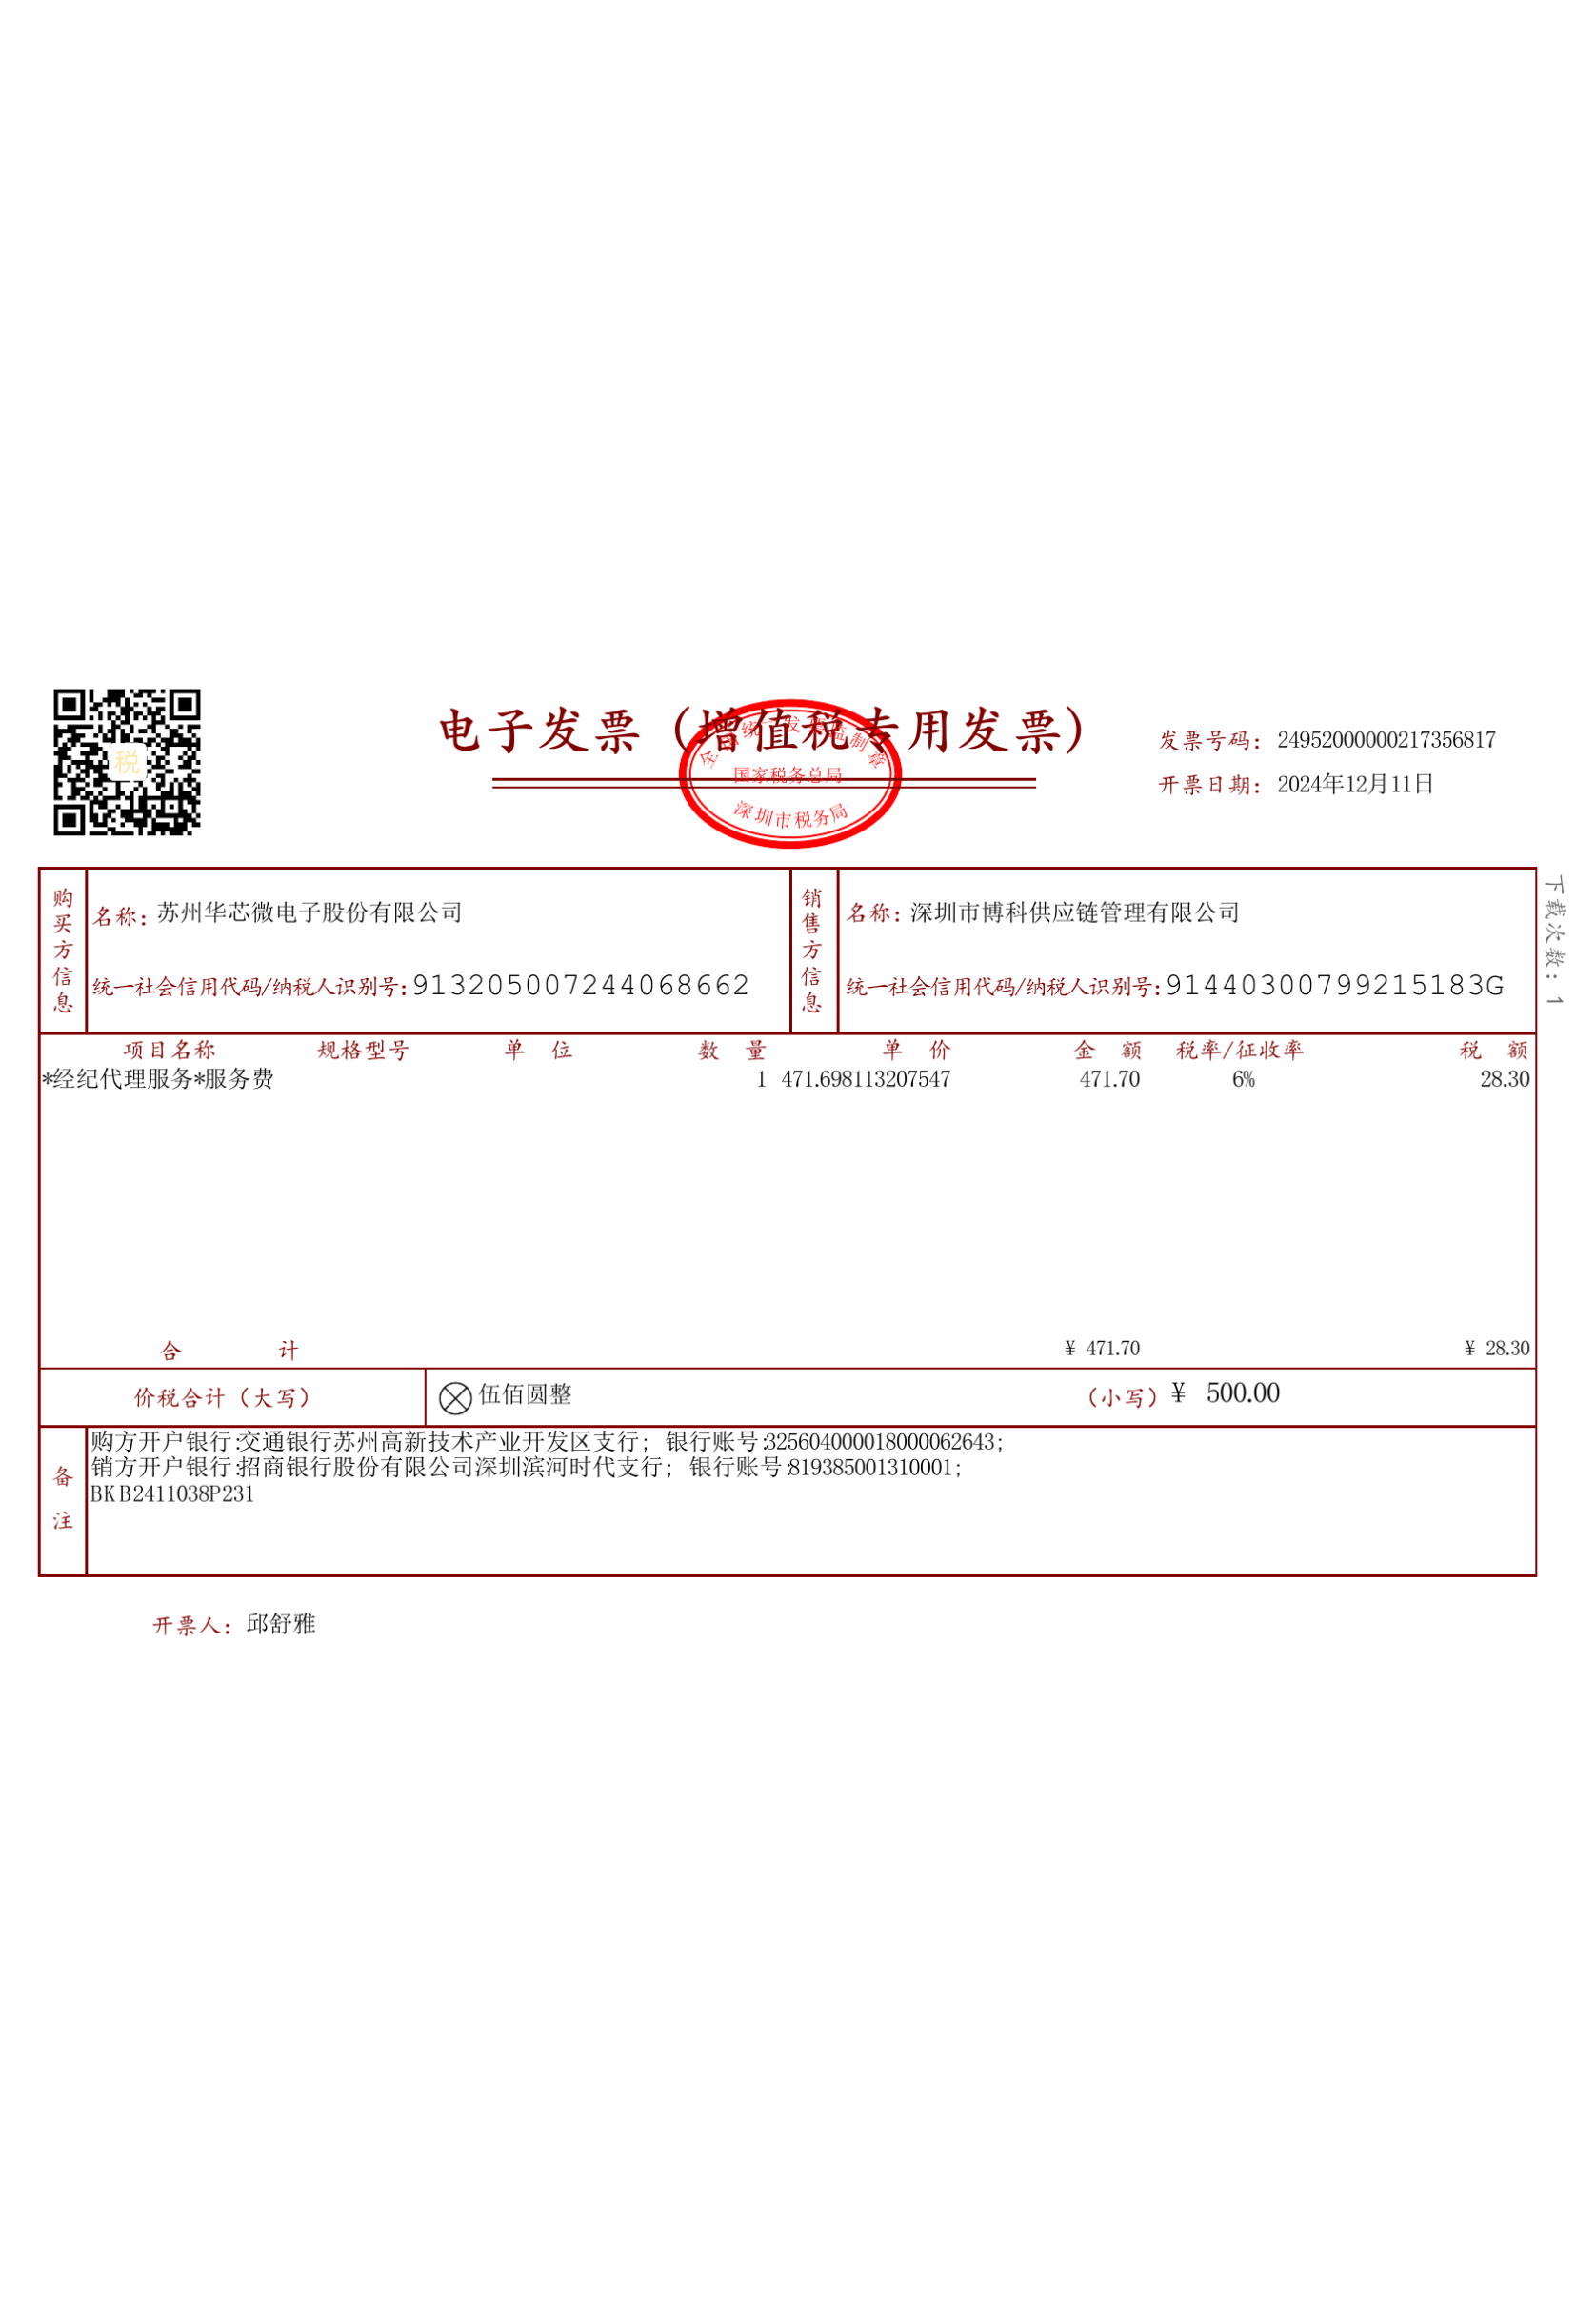 税
电子发票（增值税专用发票）
全国统一发票监制章
国家税务总局
深圳市税务局
发票号码：24952000000217356817
开票日期：2024年12月11日
下载次数：1
购买方信息
名称：苏州华芯微电子股份有限公司
统一社会信用代码/纳税人识别号：913205007244068662
销售方信息
名称：深圳市博科供应链管理有限公司
统一社会信用代码/纳税人识别号：91440300799215183G
项目名称 规格型号 单位 数量 单价 金额 税率/征收率 税额
*经纪代理服务*服务费 1 471.698113207547 471.70 6% 28.30
合计 ¥ 471.70 ¥ 28.30
价税合计（大写） 伍佰圆整 （小写）¥ 500.00
备注
购方开户银行:交通银行苏州高新技术产业开发区支行; 银行账号:325604000018000062643;
销方开户银行:招商银行股份有限公司深圳滨河时代支行; 银行账号:819385001310001;
BKB2411038P231
开票人：邱舒雅